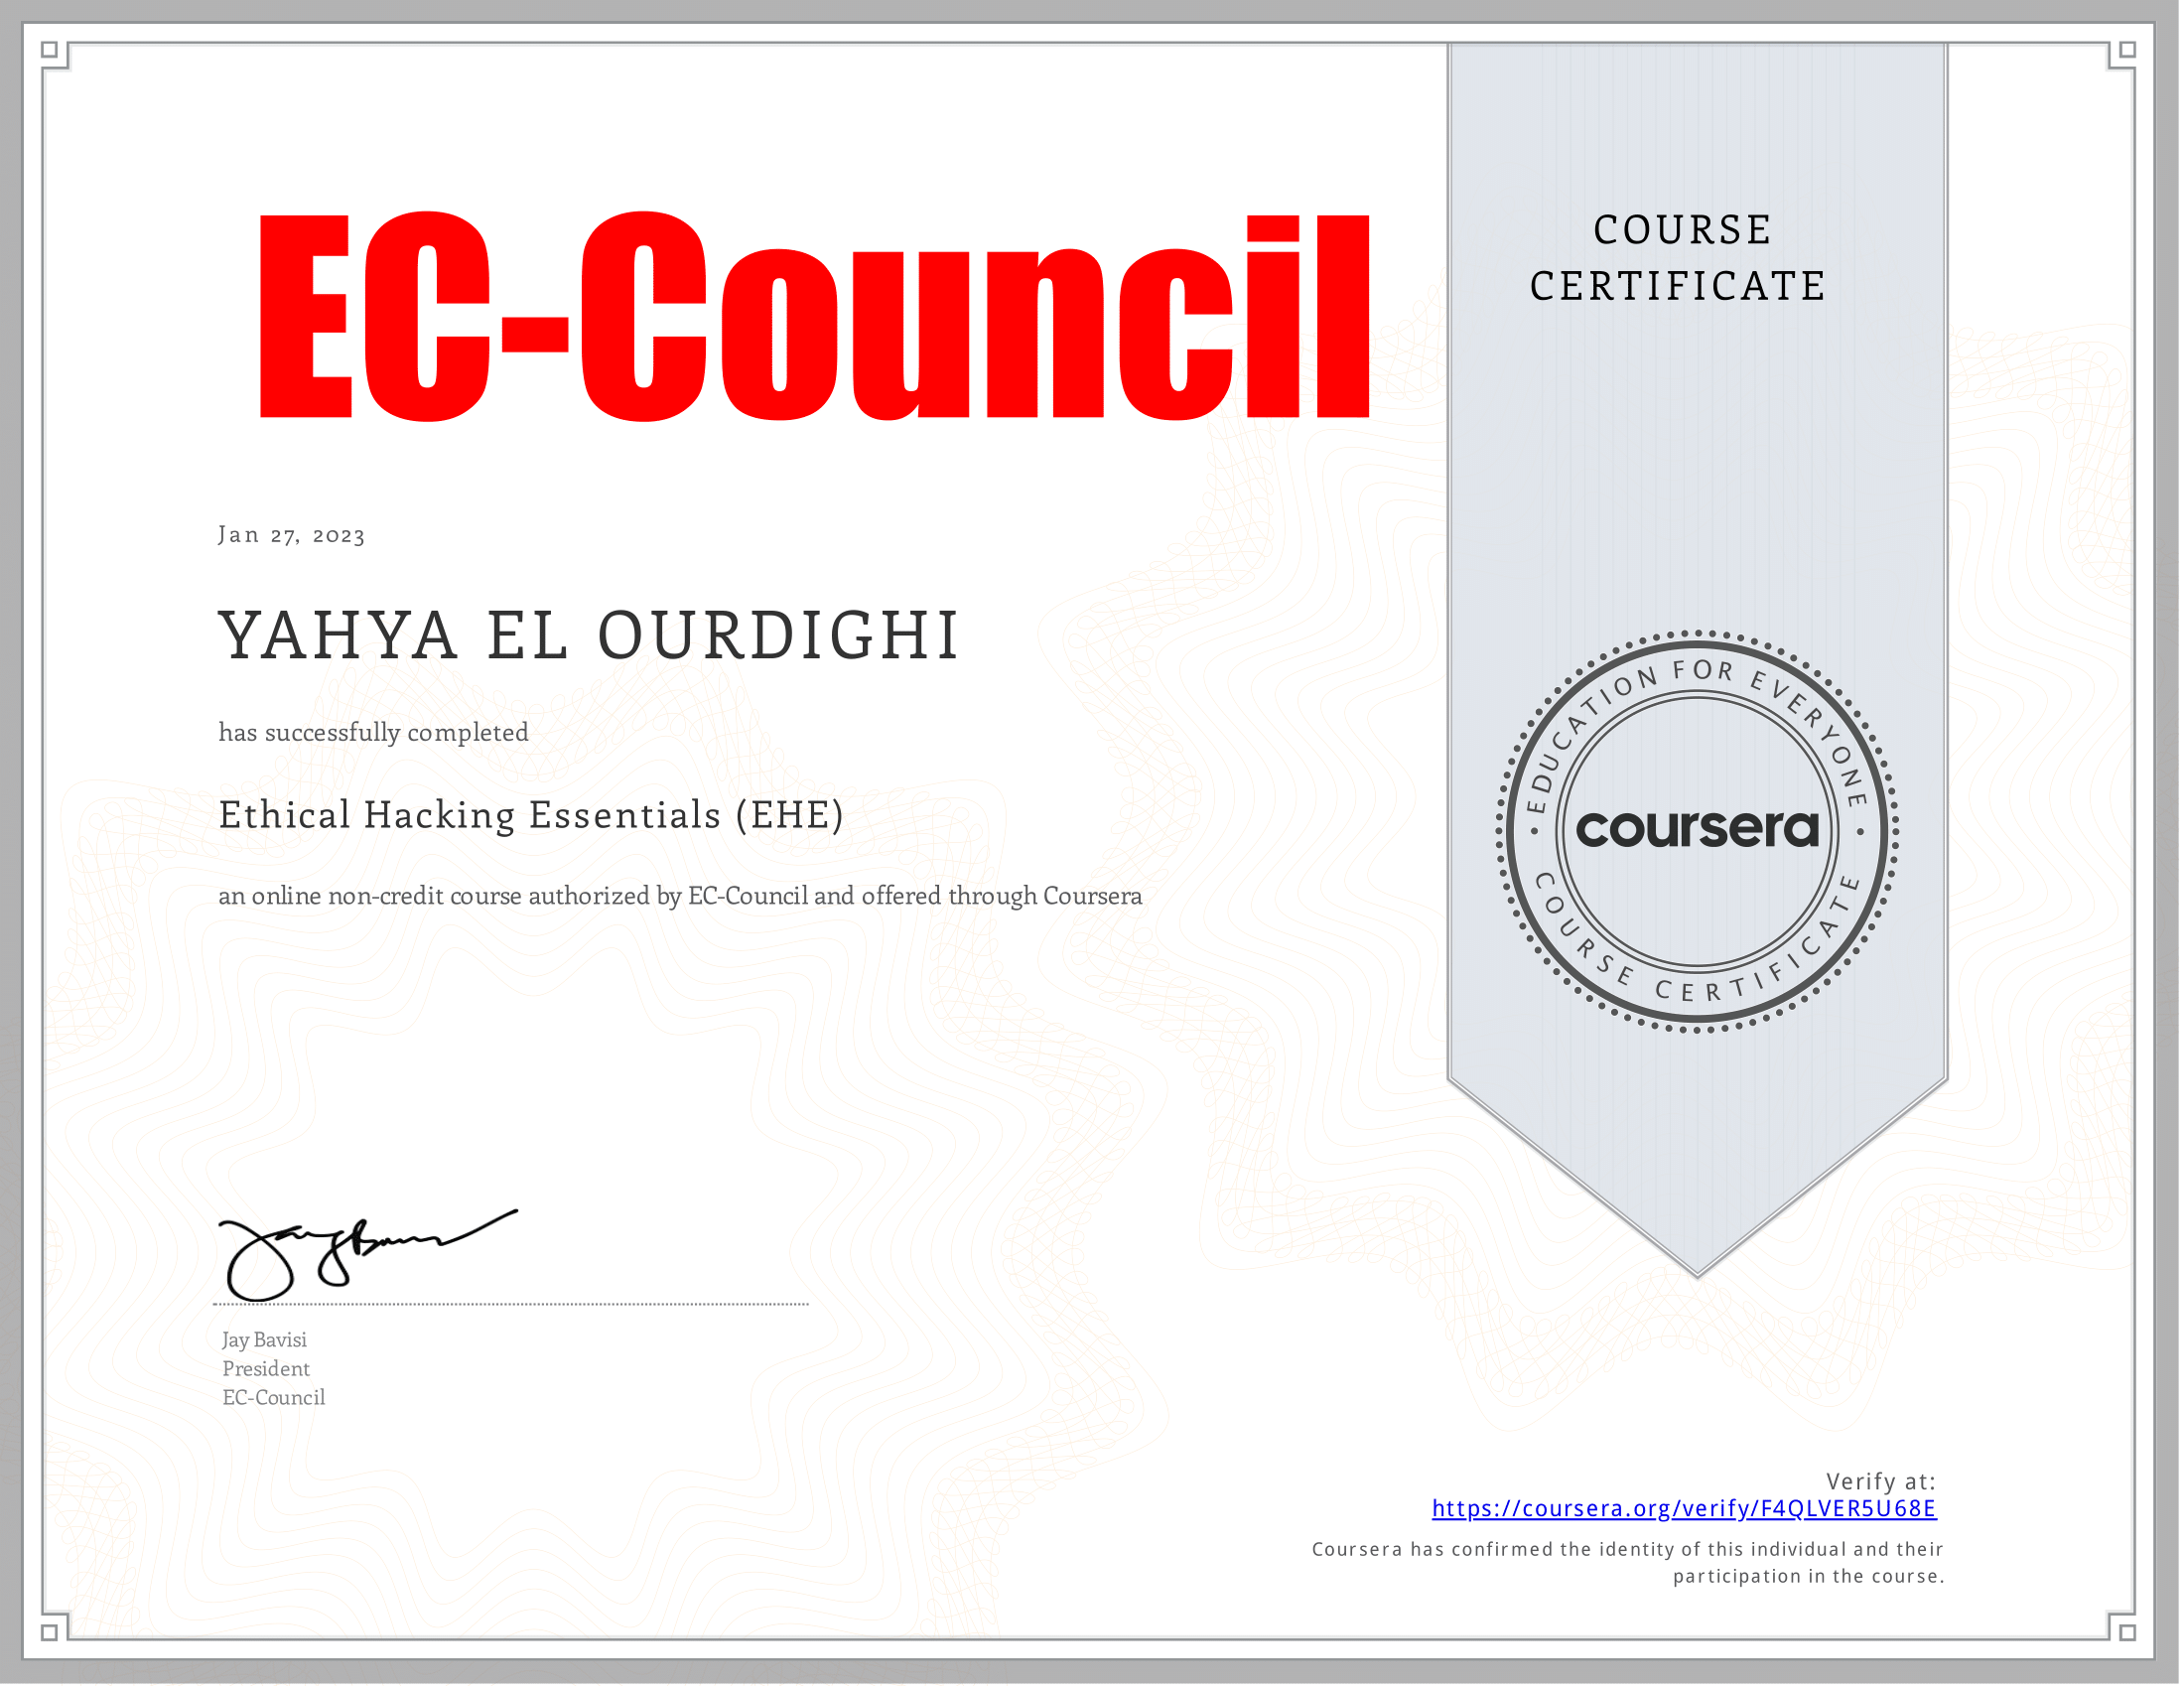 EC-Council
COURSE
CERTIFICATE
Jan 27, 2023
YAHYA EL OURDIGHI
has successfully completed
Ethical Hacking Essentials (EHE)
an online non-credit course authorized by EC-Council and offered through Coursera
EDUCATION FOR EVERYONE
coursera
COURSE CERTIFICATE
Jay Bavisi
President
EC-Council
Verify at:
https://coursera.org/verify/F4QLVER5U68E
Coursera has confirmed the identity of this individual and their
participation in the course.